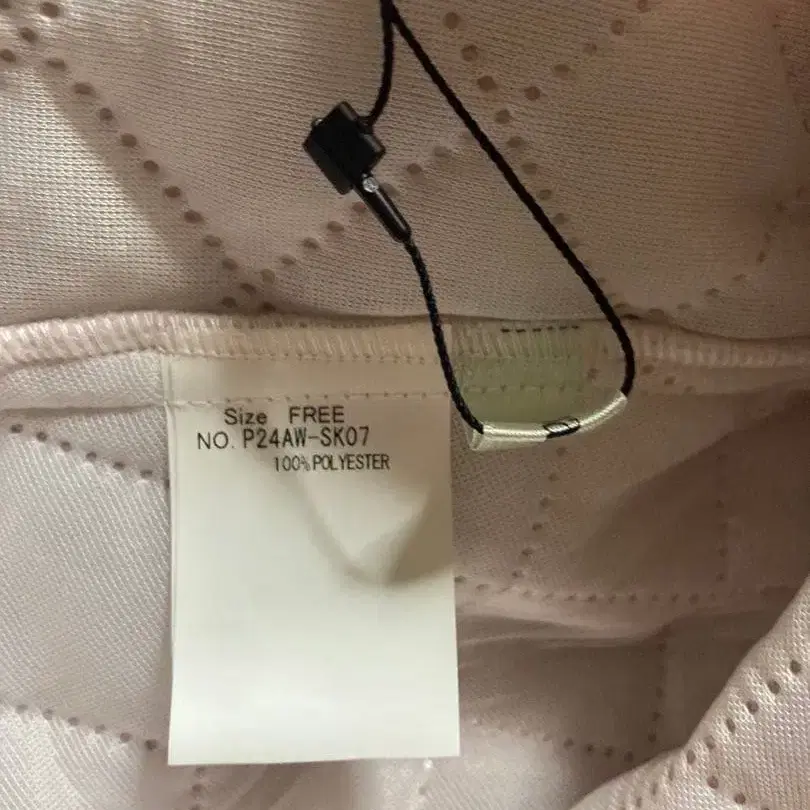 Size FREE
NO. P24AW-SK07
100% POLYESTER